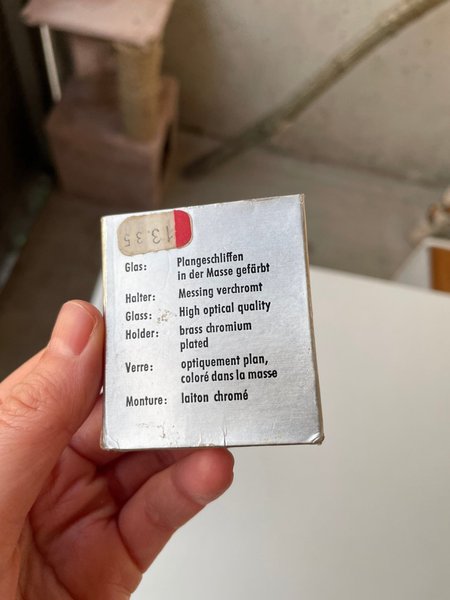 13.35
Glas: Plangeschliffen
in der Masse gefärbt
Halter: Messing verchromt
Glass: High optical quality
Holder: brass chromium
plated
Verre: optiquement plan,
coloré dans la masse
Monture: laiton chromé